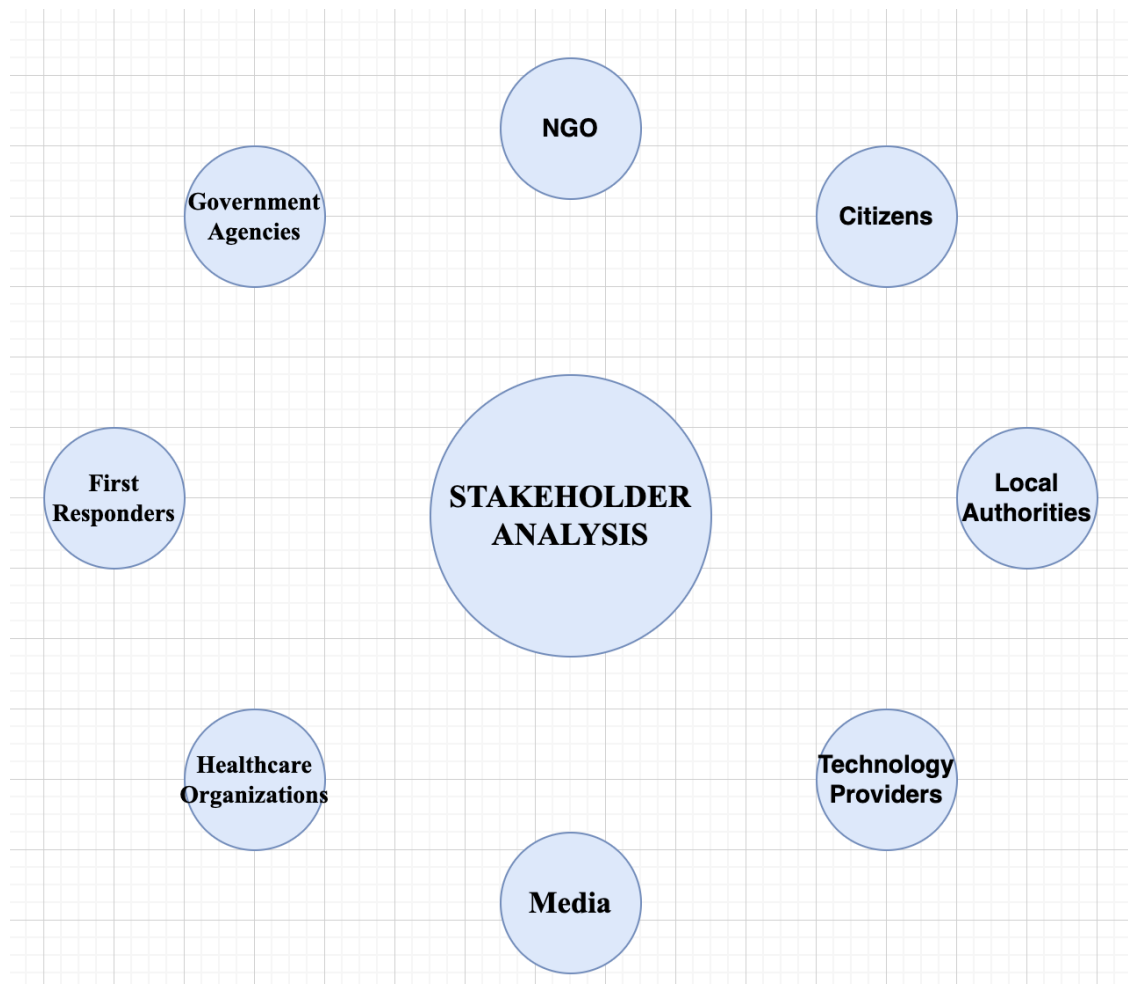 NGO
Government
Agencies
Citizens
First
Responders
STAKEHOLDER
ANALYSIS
Local
Authorities
Healthcare
Organizations
Technology
Providers
Media